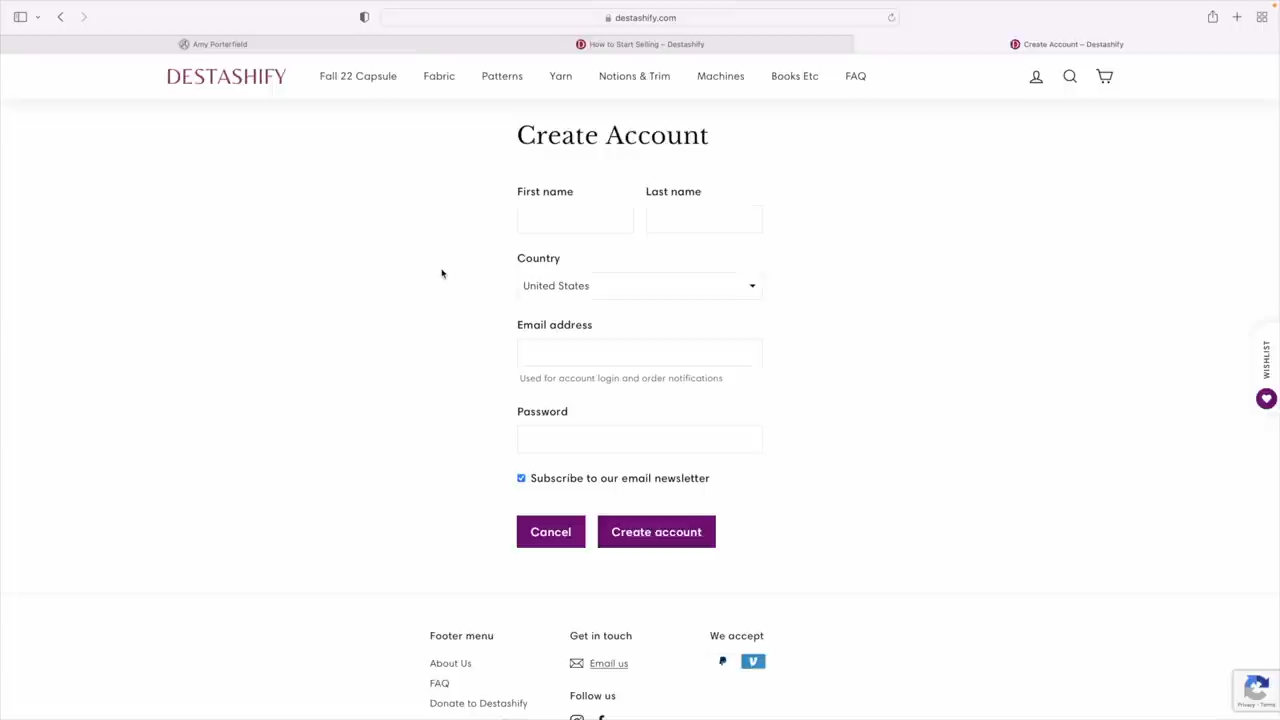 destashify.com
Amy Porterfield
How to Start Selling – Destashify
Create Account – Destashify
DESTASHIFY
Fall 22 Capsule
Fabric
Patterns
Yarn
Notions & Trim
Machines
Books Etc
FAQ
Create Account
First name
Last name
Country
United States
Email address
Used for account login and order notifications
Password
Subscribe to our email newsletter
Cancel
Create account
WISHLIST
Footer menu
Get in touch
We accept
About Us
Email us
FAQ
Donate to Destashify
Follow us
Privacy - Terms